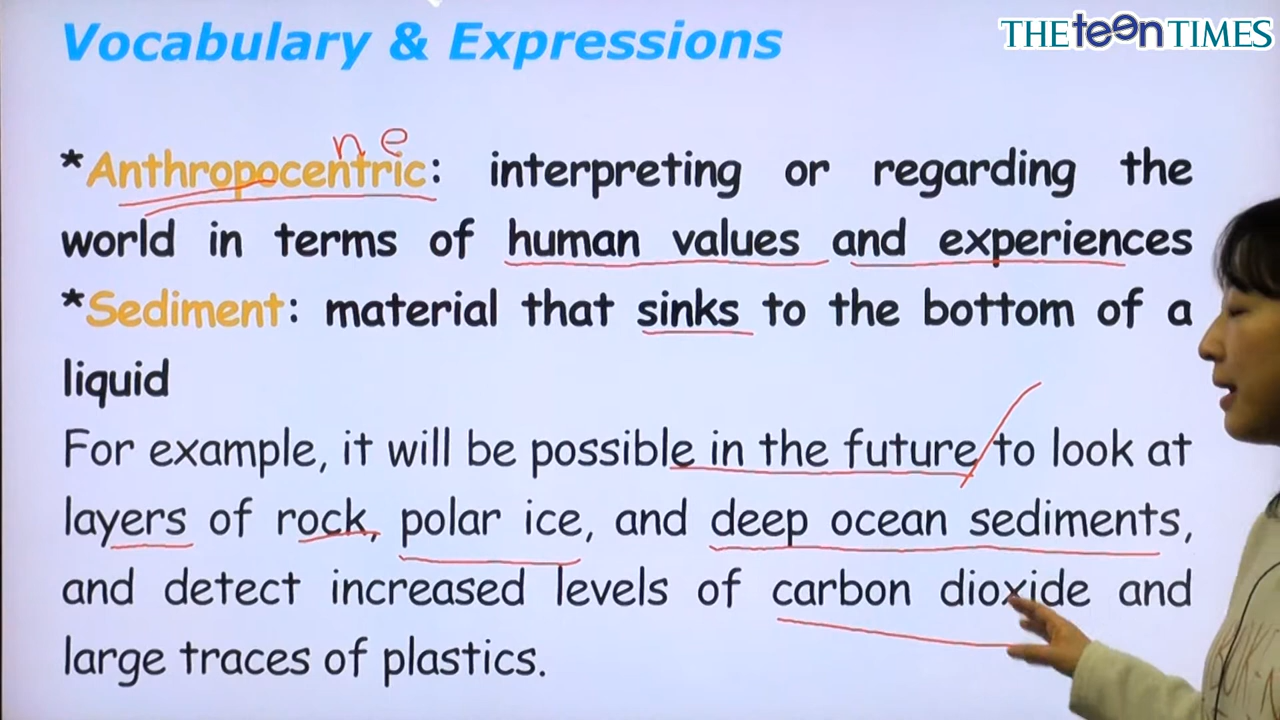 Vocabulary & Expressions
THE teen TIMES
n e
*Anthropocentric: interpreting or regarding the
world in terms of human values and experiences
*Sediment: material that sinks to the bottom of a
liquid
For example, it will be possible in the future to look at
layers of rock, polar ice, and deep ocean sediments,
and detect increased levels of carbon dioxide and
large traces of plastics.